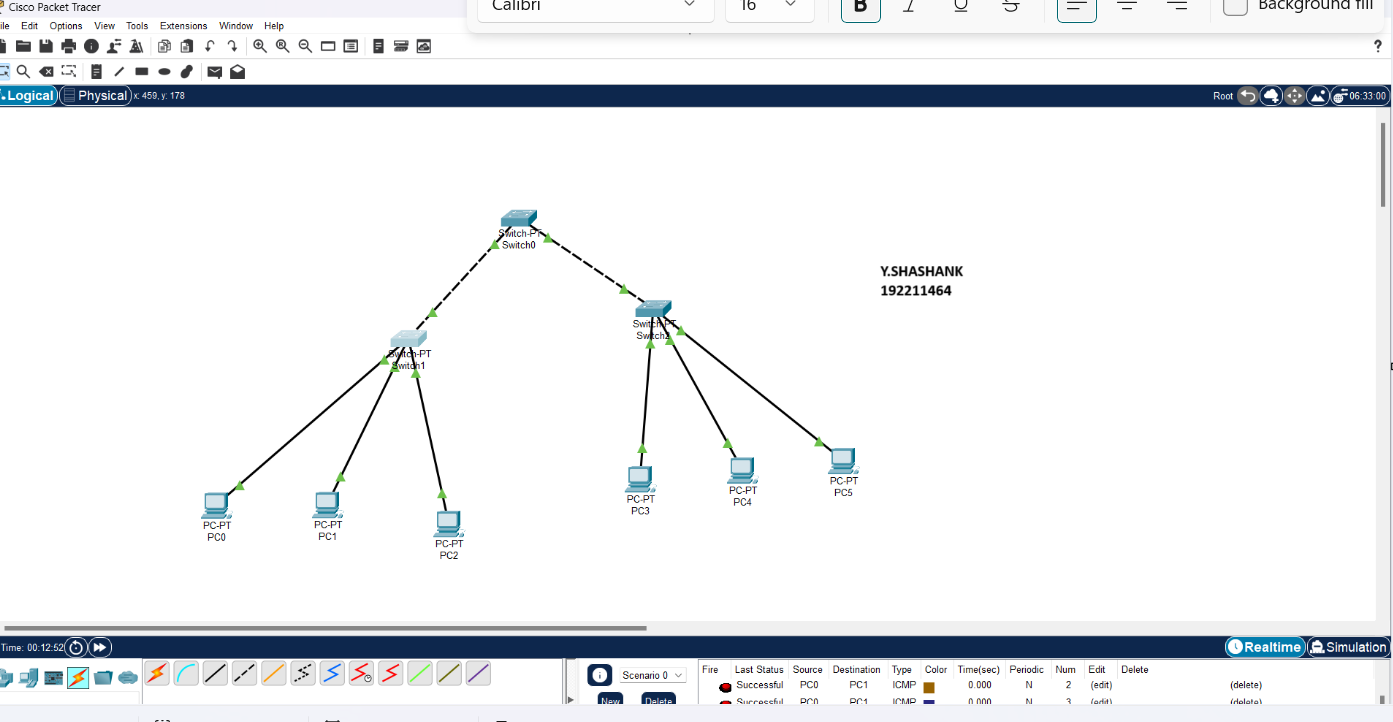 Cisco Packet Tracer
Calibri
16
B I U S
Background fill
ile Edit Options View Tools Extensions Window Help
?
Logical Physical x: 459, y: 178
Root 06:33:00
Switch-PT
Switch0
Y.SHASHANK
192211464
Switch-PT
Switch2
Switch-PT
Switch1
PC-PT
PC0
PC-PT
PC1
PC-PT
PC2
PC-PT
PC3
PC-PT
PC4
PC-PT
PC5
Time: 00:12:52
Realtime Simulation
Scenario 0
New Delete
Fire Last Status Source Destination Type Color Time(sec) Periodic Num Edit Delete
Successful PC0 PC1 ICMP 0.000 N 2 (edit) (delete)
Successful PC0 PC1 ICMP 0.000 N 3 (edit) (delete)